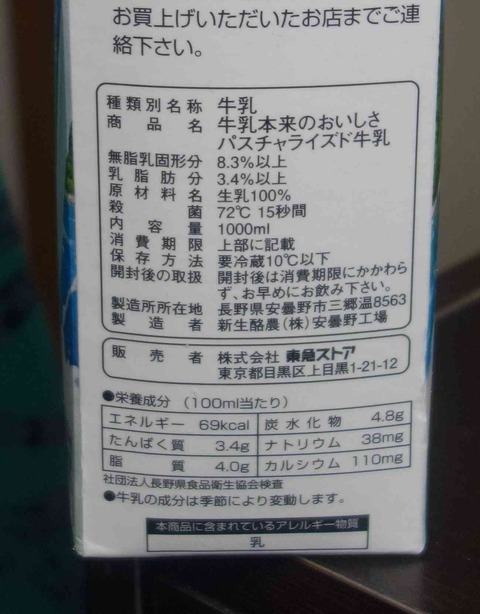 お買上げいただいたお店までご連
絡下さい。
種類別名称 牛乳
商品名 牛乳本来のおいしさ
パスチャライズド牛乳
無脂乳固形分 8.3%以上
乳脂肪分 3.4%以上
原材料名 生乳100%
殺菌 72℃ 15秒間
内容量 1000ml
消費期限 上部に記載
保存方法 要冷蔵10℃以下
開封後の取扱 開封後は消費期限にかかわら
ず、お早めにお飲み下さい。
製造所所在地 長野県安曇野市三郷温8563
製造者 新生酪農(株)安曇野工場
販売者 株式会社 東急ストア
東京都目黒区上目黒1-21-12
●栄養成分 (100ml当たり)
エネルギー 69kcal 炭水化物 4.8g
たんぱく質 3.4g ナトリウム 38mg
脂質 4.0g カルシウム 110mg
社団法人長野県食品衛生協会検査
●牛乳の成分は季節により変動します。
本商品に含まれているアレルギー物質
乳